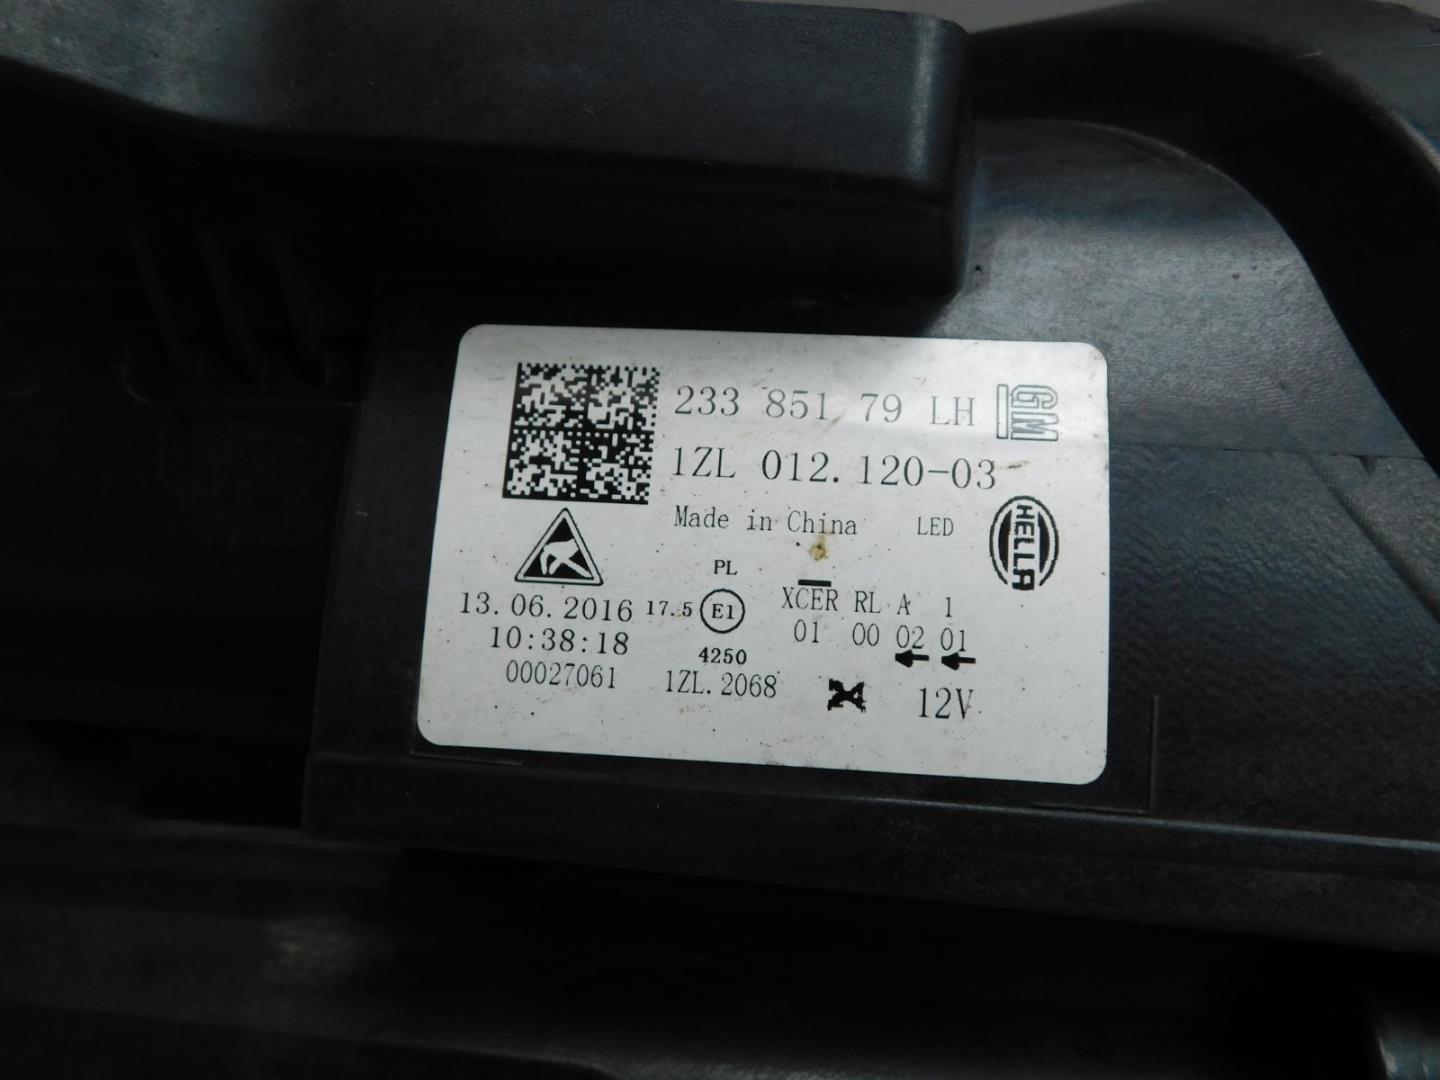 233 851 79 LH GM
1ZL 012.120-03
Made in China LED HELLA
PL
13.06.2016 17.5 E1 XCER RL A 1
10:38:18 01 00 02 01
4250
00027061 1ZL.2068 12V